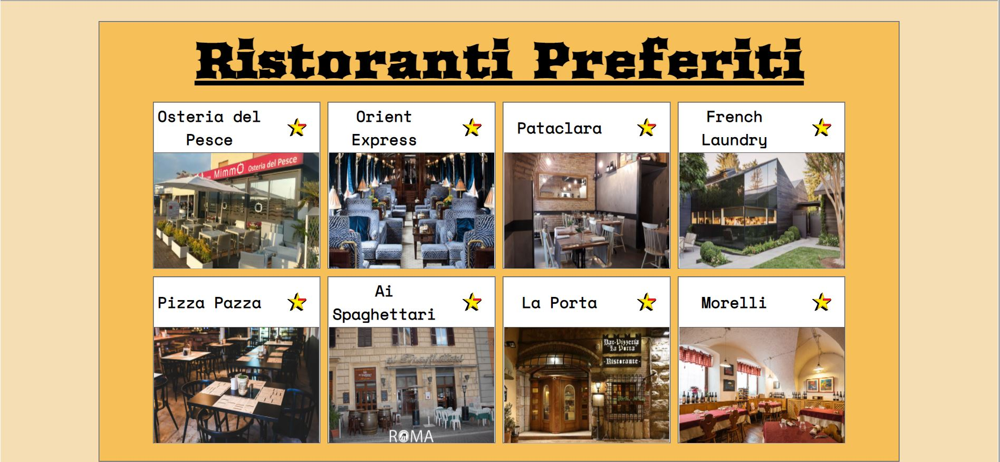 Ristoranti Preferiti
Osteria del
Pesce
Orient
Express
Pataclara
French
Laundry
MimmO Osteria del Pesce
Pizza Pazza
Ai
Spaghettari
La Porta
Morelli
ai Spaghettari
ROMA
Bar-Pizzeria
"La Porta"
·Ristorante·